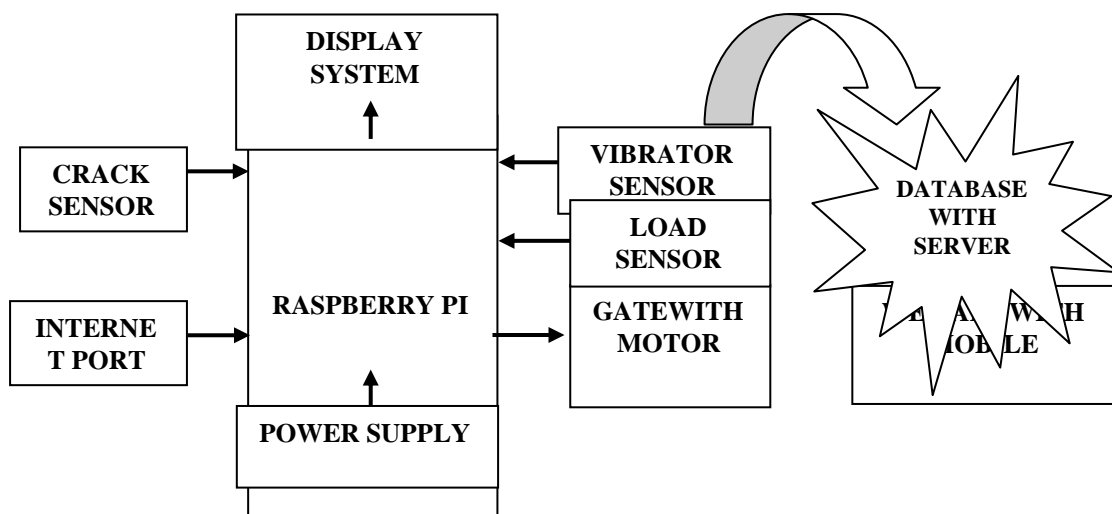 DISPLAY
SYSTEM
CRACK
SENSOR
VIBRATOR
SENSOR
LOAD
SENSOR
DATABASE
WITH
SERVER
INTERNE
T PORT
RASPBERRY PI
GATEWITH
MOTOR
POWER SUPPLY